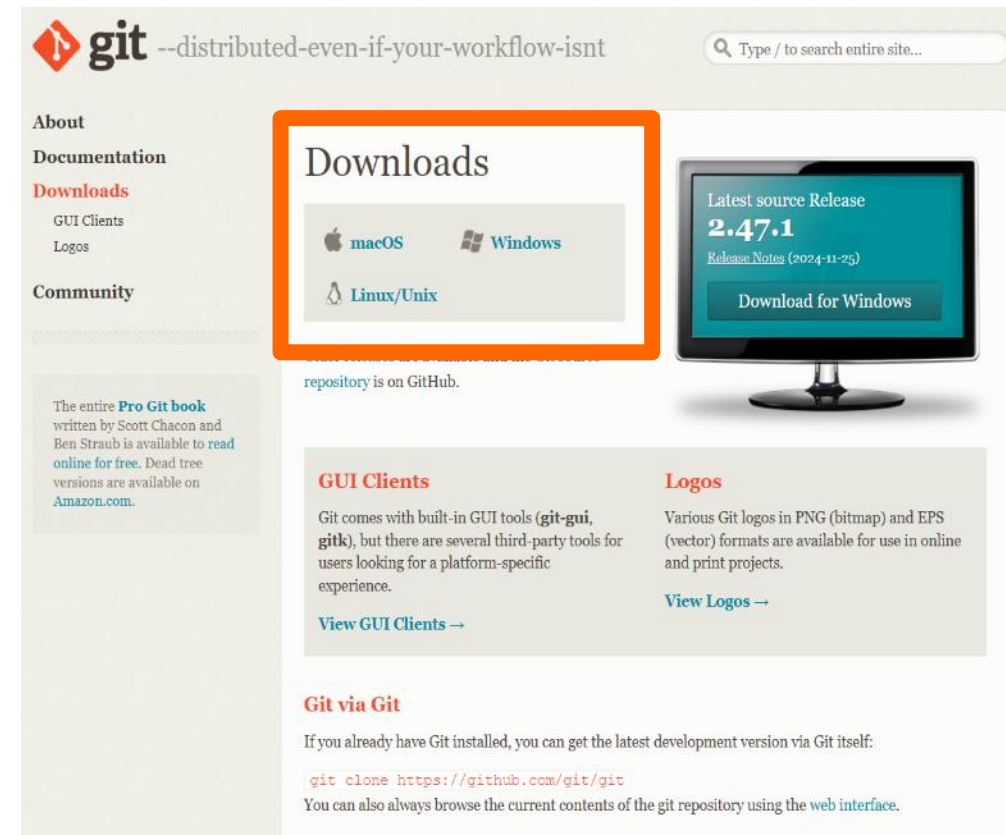 git --distributed-even-if-your-workflow-isnt
Type / to search entire site...
About
Documentation
Downloads
GUI Clients
Logos
Community
The entire Pro Git book
written by Scott Chacon and
Ben Straub is available to read
online for free. Dead tree
versions are available on
Amazon.com.
Downloads
macOS
Windows
Linux/Unix
repository is on GitHub.
Latest source Release
2.47.1
Release Notes (2024-11-25)
Download for Windows
GUI Clients
Git comes with built-in GUI tools (git-gui,
gitk), but there are several third-party tools for
users looking for a platform-specific
experience.
View GUI Clients →
Logos
Various Git logos in PNG (bitmap) and EPS
(vector) formats are available for use in online
and print projects.
View Logos →
Git via Git
If you already have Git installed, you can get the latest development version via Git itself:
git clone https://github.com/git/git
You can also always browse the current contents of the git repository using the web interface.